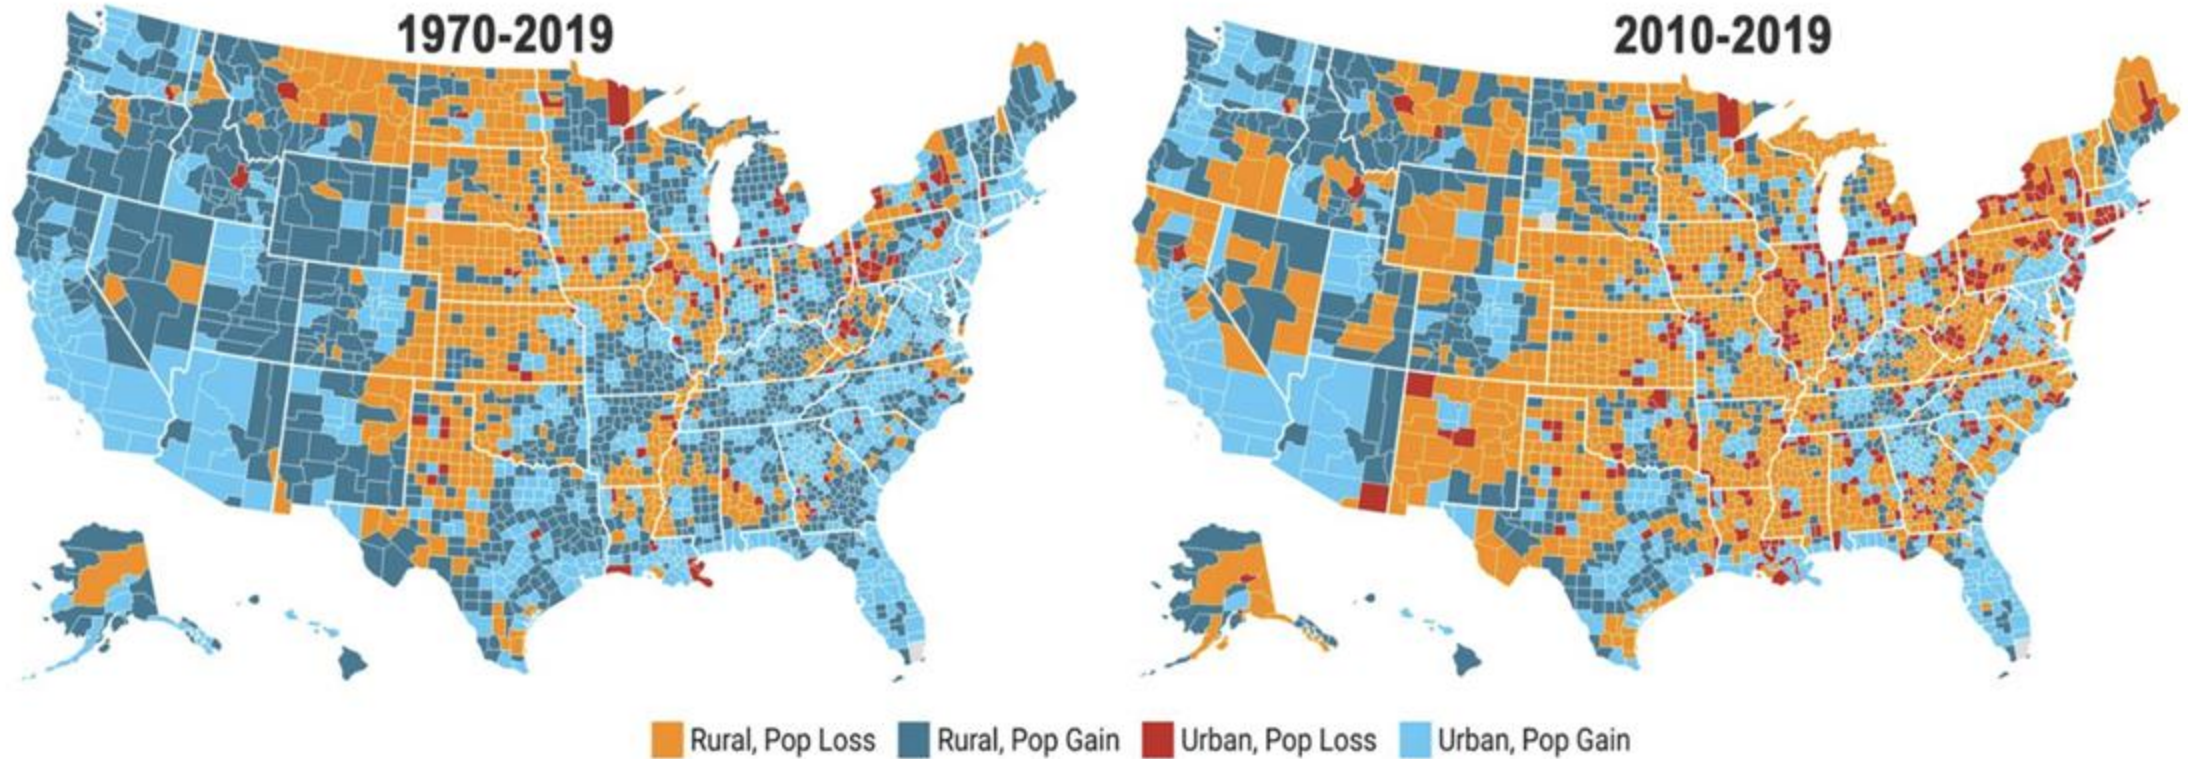 1970-2019
2010-2019
Rural, Pop Loss
Rural, Pop Gain
Urban, Pop Loss
Urban, Pop Gain